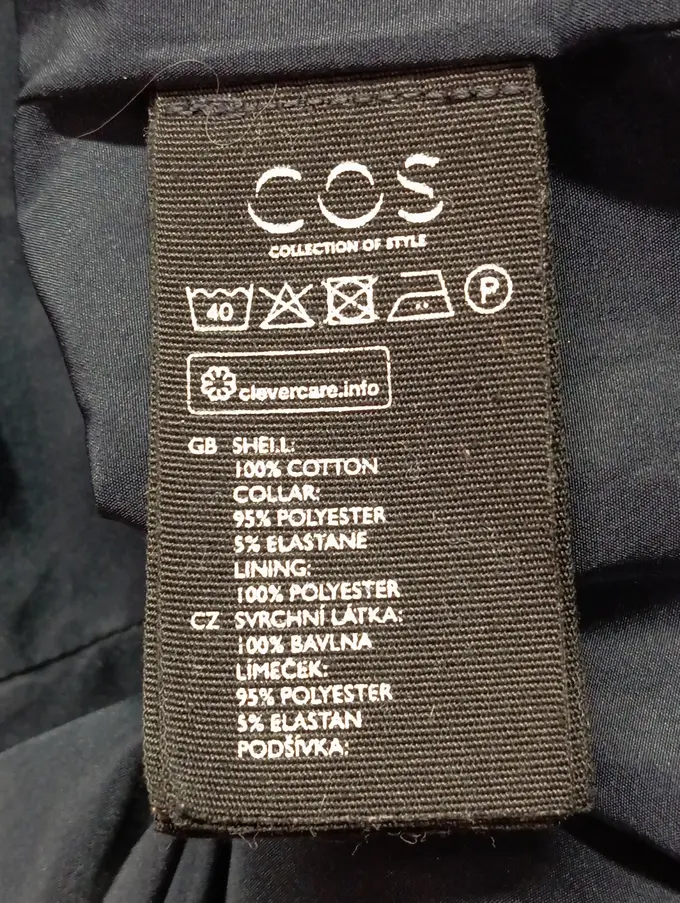 COS
COLLECTION OF STYLE
40
P
clevercare.info
GB SHELL:
100% COTTON
COLLAR:
95% POLYESTER
5% ELASTANE
LINING:
100% POLYESTER
CZ SVRCHNÍ LÁTKA:
100% BAVLNA
LÍMEČEK:
95% POLYESTER
5% ELASTAN
PODŠÍVKA: